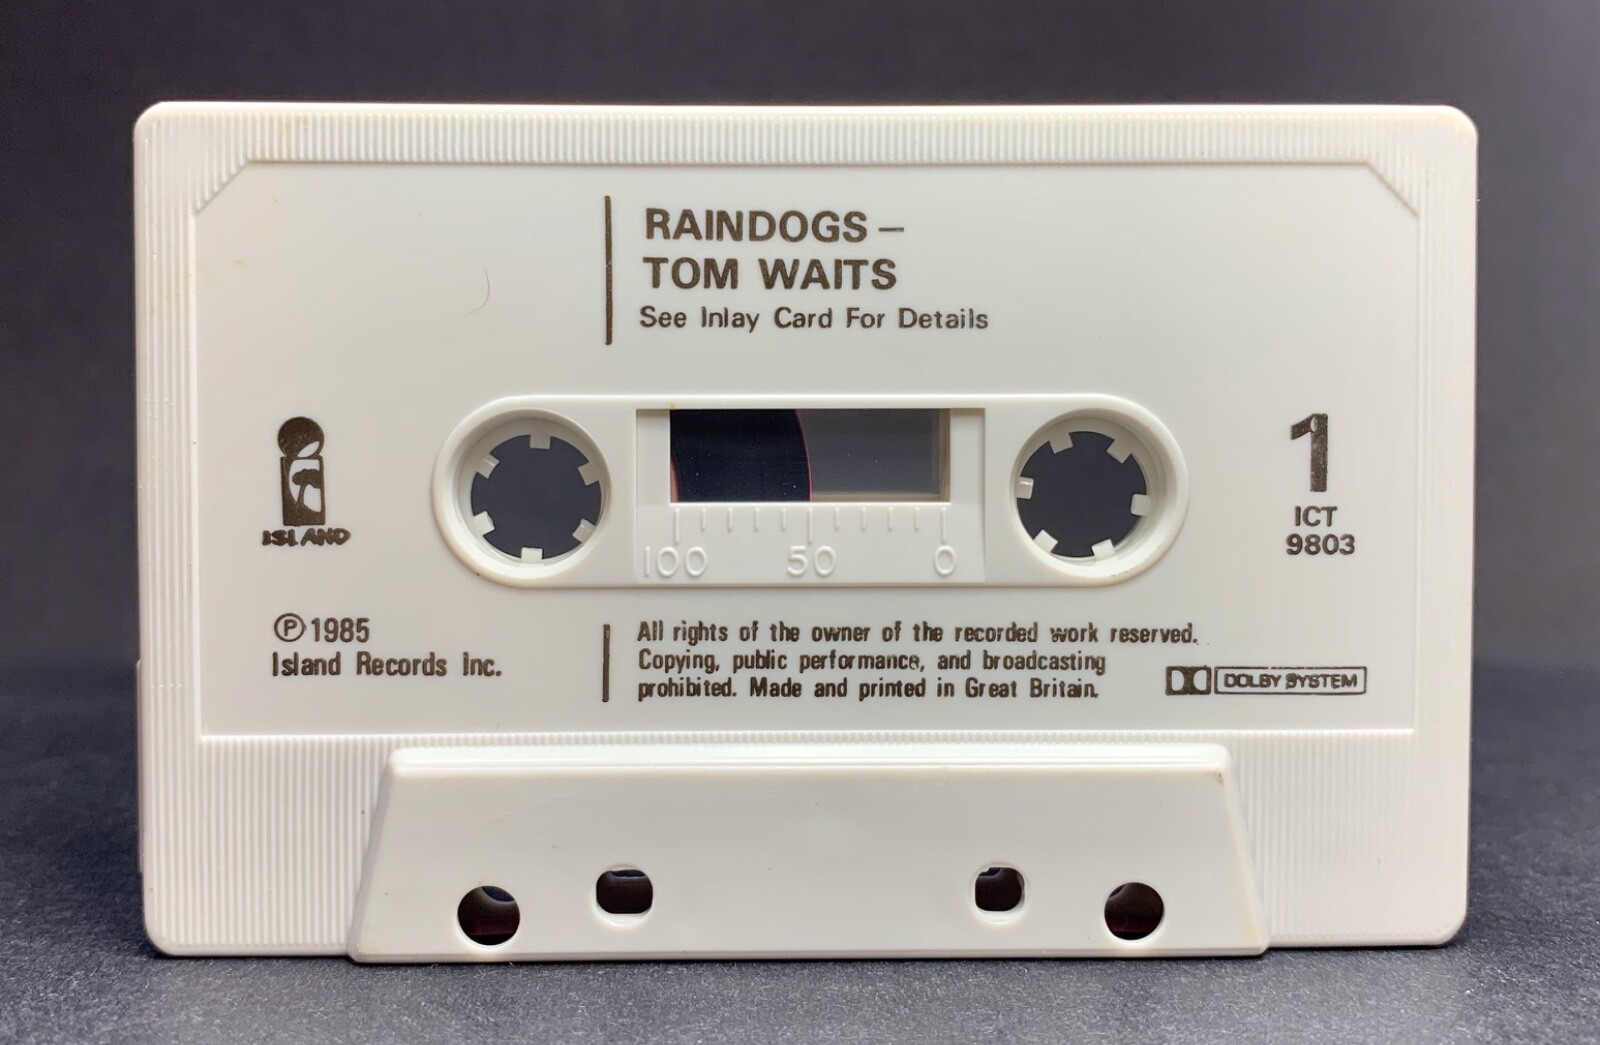 RAINDOGS –
TOM WAITS
See Inlay Card For Details
ISLAND
1
ICT
9803
100 50 0
℗ 1985
Island Records Inc.
All rights of the owner of the recorded work reserved.
Copying, public performance, and broadcasting
prohibited. Made and printed in Great Britain.
DOLBY SYSTEM